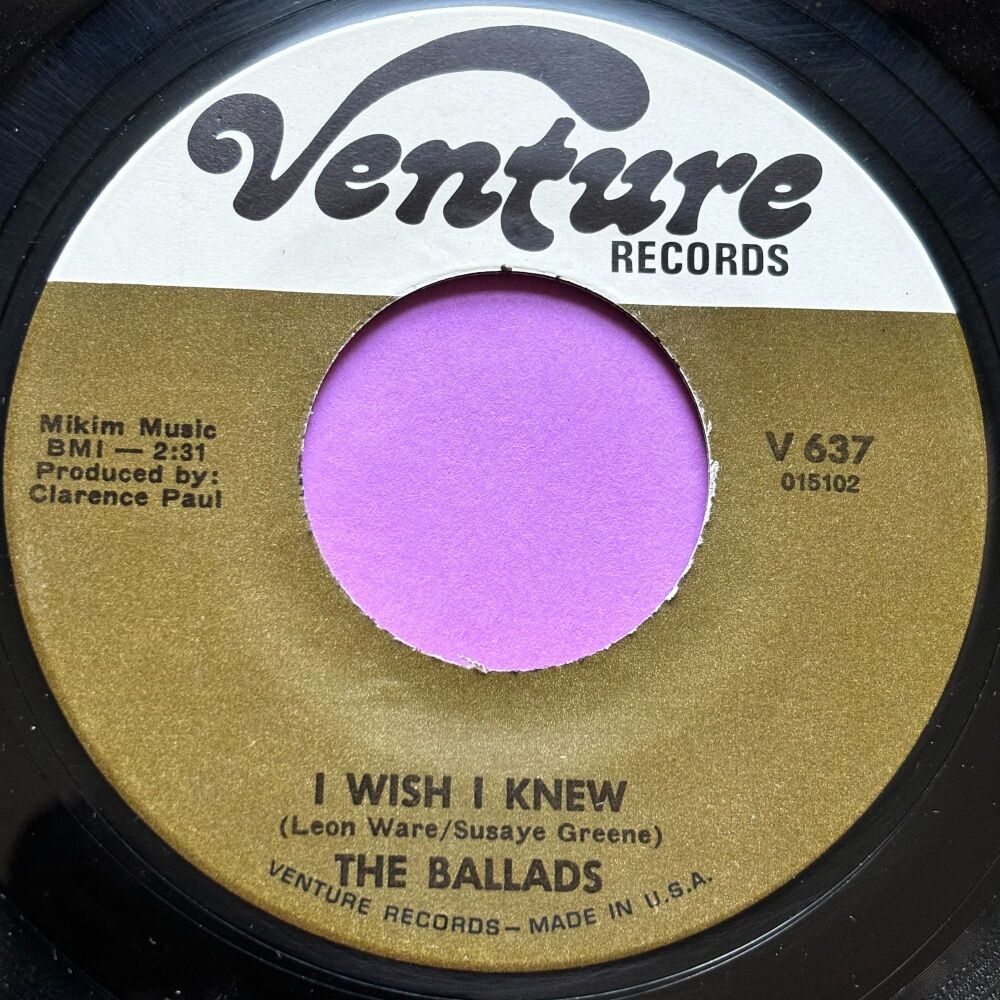 Venture
RECORDS
Mikim Music
BMI — 2:31
Produced by:
Clarence Paul
V 637
015102
I WISH I KNEW
(Leon Ware/Susaye Greene)
THE BALLADS
VENTURE RECORDS — MADE IN U.S.A.